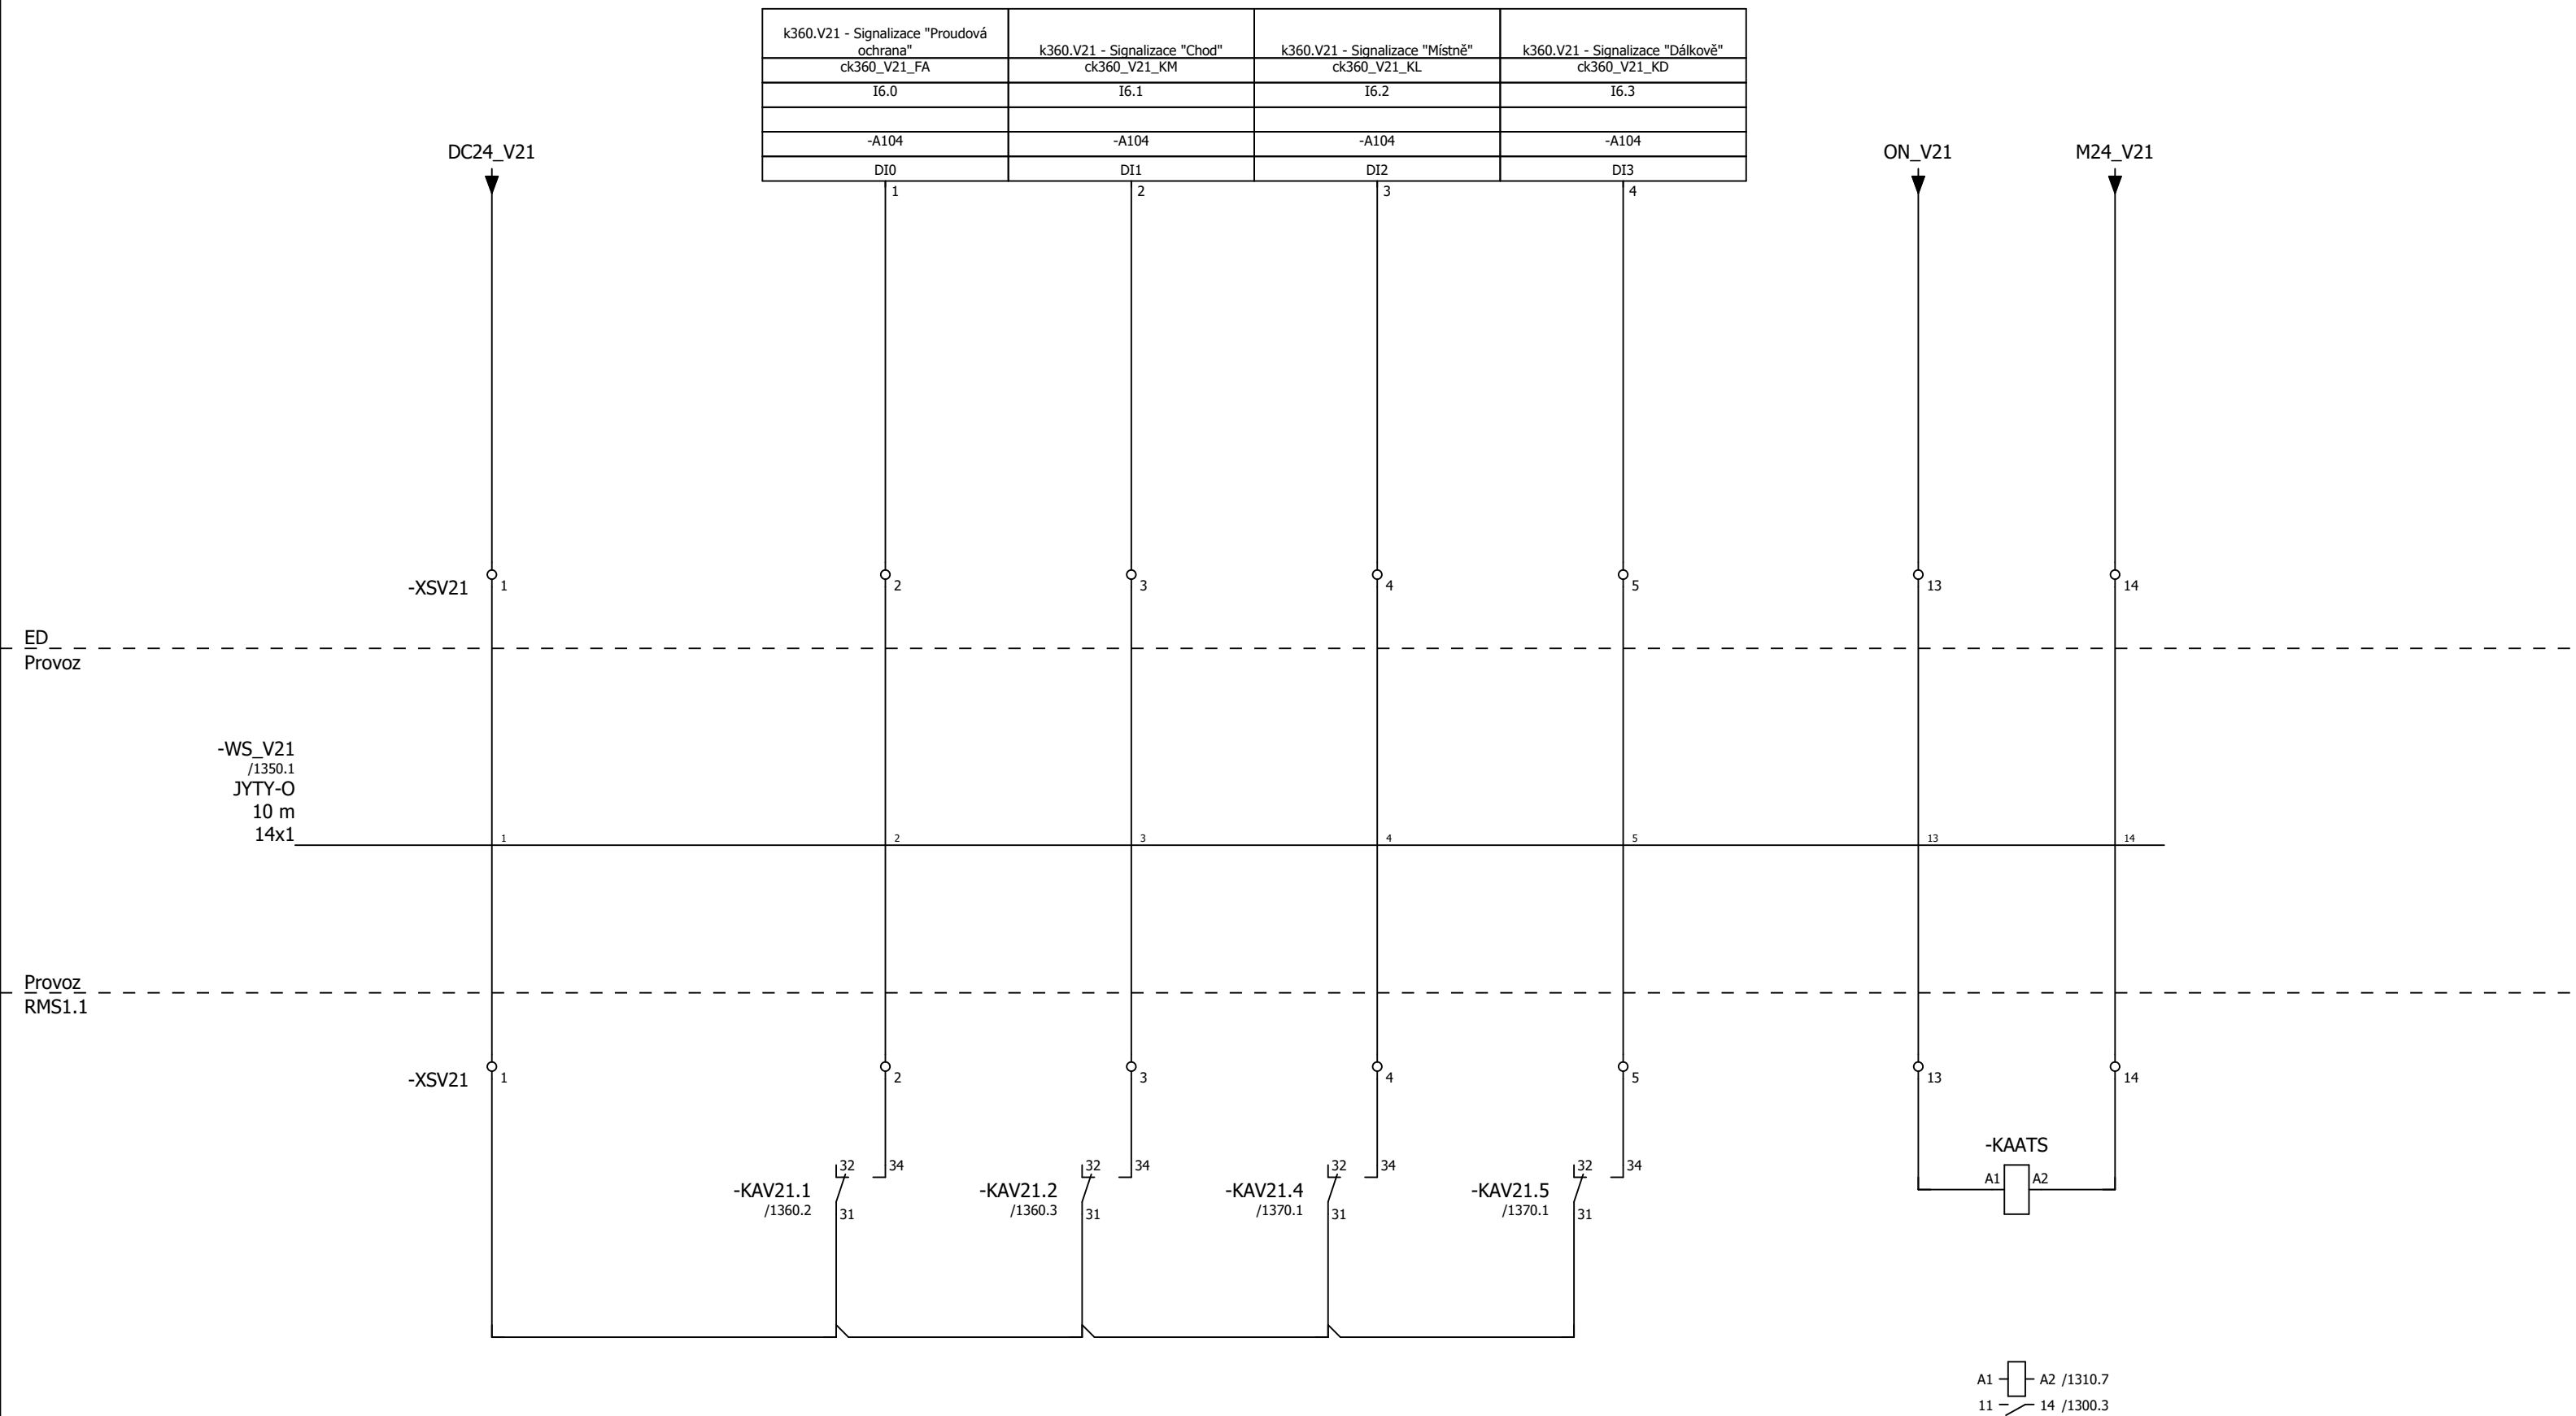 k360.V21 - Signalizace "Proudová
ochrana"
k360.V21 - Signalizace "Chod"
k360.V21 - Signalizace "Místně"
k360.V21 - Signalizace "Dálkově"
ck360_V21_FA
ck360_V21_KM
ck360_V21_KL
ck360_V21_KD
I6.0
I6.1
I6.2
I6.3
-A104
-A104
-A104
-A104
DI0
DI1
DI2
DI3
DC24_V21
ON_V21
M24_V21
1
2
3
4
-XSV21
1
2
3
4
5
13
14
ED
Provoz
-WS_V21
/1350.1
JYTY-O
10 m
14x1
1
2
3
4
5
13
14
Provoz
RMS1.1
-XSV21
1
2
3
4
5
13
14
-KAV21.1
/1360.2
32
34
31
-KAV21.2
/1360.3
32
34
31
-KAV21.4
/1370.1
32
34
31
-KAV21.5
/1370.1
32
34
31
-KAATS
A1
A2
A1
A2 /1310.7
11
14 /1300.3